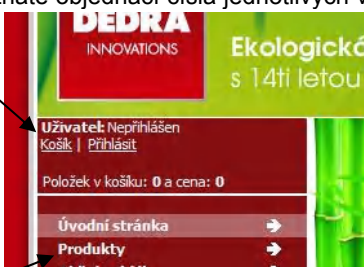 objednací čísla jednotlivých
DEDRA
INNOVATIONS
Ekologick
s 14ti letou
Uživatel: Nepřihlášen
Košík | Přihlásit
Položek v košíku: 0 a cena: 0
Úvodní stránka
Produkty